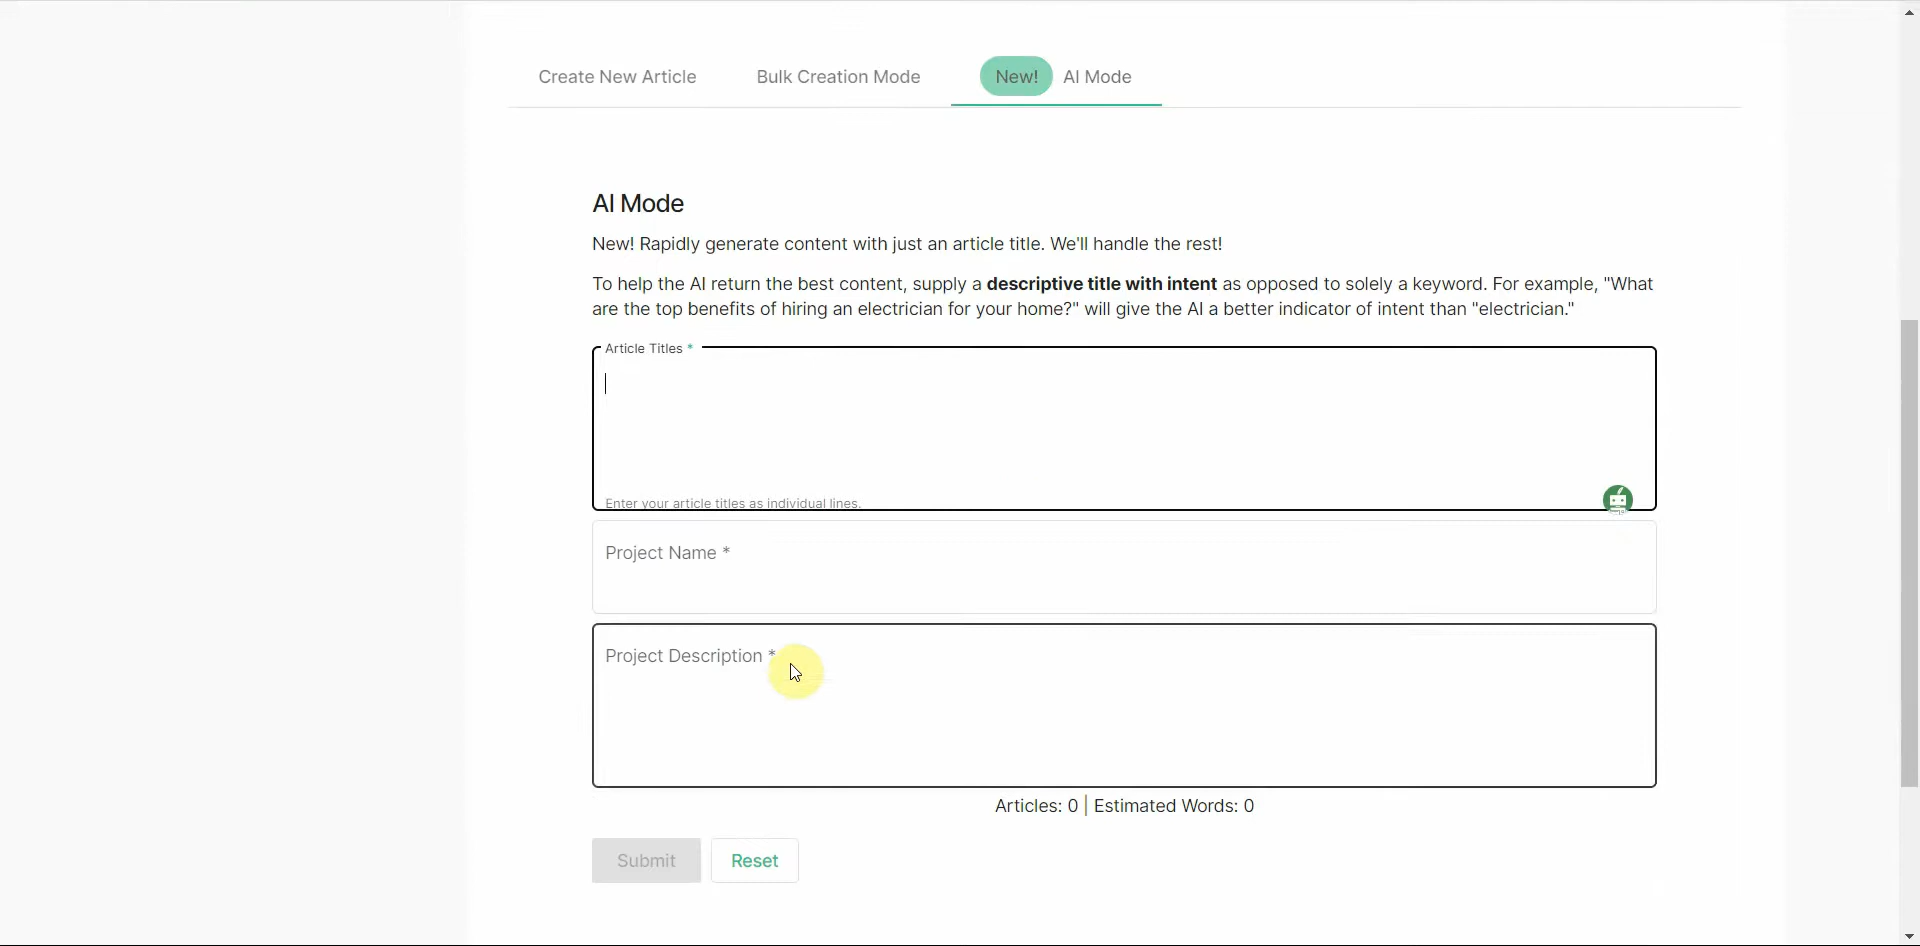 Create New Article
Bulk Creation Mode
New! AI Mode
AI Mode
New! Rapidly generate content with just an article title. We'll handle the rest!
To help the AI return the best content, supply a descriptive title with intent as opposed to solely a keyword. For example, "What
are the top benefits of hiring an electrician for your home?" will give the AI a better indicator of intent than "electrician."
Article Titles *
Enter your article titles as individual lines.
Project Name *
Project Description *
Articles: 0 | Estimated Words: 0
Submit
Reset